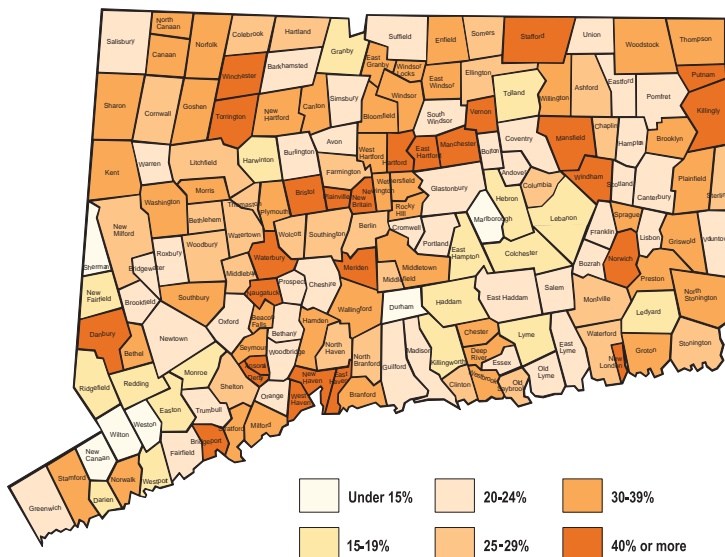 North
Canaan
Salisbury
Canaan
Norfolk
Colebrook
Hartland
Granby
Suffield
Enfield
Somers
Stafford
Union
Woodstock
Thompson
Winchester
Barkhamsted
East
Granby
Windsor
Locks
East
Windsor
Ellington
Tolland
Willington
Ashford
Eastford
Pomfret
Putnam
Killingly
Sharon
Cornwall
Goshen
Torrington
New
Hartford
Canton
Simsbury
Bloomfield
Windsor
South
Windsor
Vernon
Coventry
Mansfield
Chaplin
Hampton
Brooklyn
Kent
Warren
Litchfield
Harwinton
Burlington
Avon
West
Hartford
Hartford
East
Hartford
Manchester
Bolton
Andover
Columbia
Windham
Scotland
Canterbury
Plainfield
Washington
Morris
Bethlehem
Thomaston
Plymouth
Bristol
Farmington
Plainville
New
Britain
Newington
Wethersfield
Rocky
Hill
Glastonbury
Marlborough
Hebron
Lebanon
Franklin
Sprague
Lisbon
Griswold
New
Milford
Sherman
Bridgewater
Roxbury
Woodbury
Watertown
Wolcott
Southington
Berlin
Cromwell
Portland
East
Hampton
Colchester
Bozrah
Norwich
Preston
North
Stonington
New
Fairfield
Brookfield
Southbury
Waterbury
Naugatuck
Prospect
Cheshire
Meriden
Middlefield
Middletown
Haddam
East Haddam
Salem
Montville
Ledyard
Danbury
Bethel
Newtown
Oxford
Beacon
Falls
Bethany
Hamden
Wallingford
Durham
Chester
Deep
River
Essex
Lyme
East
Lyme
Waterford
New
London
Groton
Stonington
Ridgefield
Redding
Monroe
Seymour
Derby
Woodbridge
North
Haven
North
Branford
Guilford
Madison
Killingworth
Clinton
Westbrook
Old
Saybrook
Old
Lyme
Shelton
Orange
New
Haven
East
Haven
West
Haven
Branford
Wilton
Weston
Easton
Trumbull
Stratford
Milford
New
Canaan
Bridgeport
Fairfield
Greenwich
Stamford
Darien
Norwalk
Westport
Under 15%
20-24%
30-39%
15-19%
25-29%
40% or more